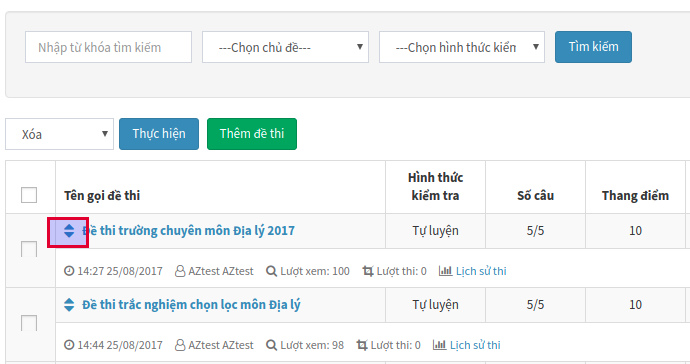 Nhập từ khóa tìm kiếm ---Chọn chủ đề--- ---Chọn hình thức kiển Tìm kiếm
Xóa Thực hiện Thêm đề thi
Tên gọi đề thi Hình thức kiểm tra Số câu Thang điểm
Đề thi trường chuyên môn Địa lý 2017 Tự luyện 5/5 10
14:27 25/08/2017 AZtest AZtest Lượt xem: 100 Lượt thi: 0 Lịch sử thi
Đề thi trắc nghiệm chọn lọc môn Địa lý Tự luyện 5/5 10
14:44 25/08/2017 AZtest AZtest Lượt xem: 98 Lượt thi: 0 Lịch sử thi